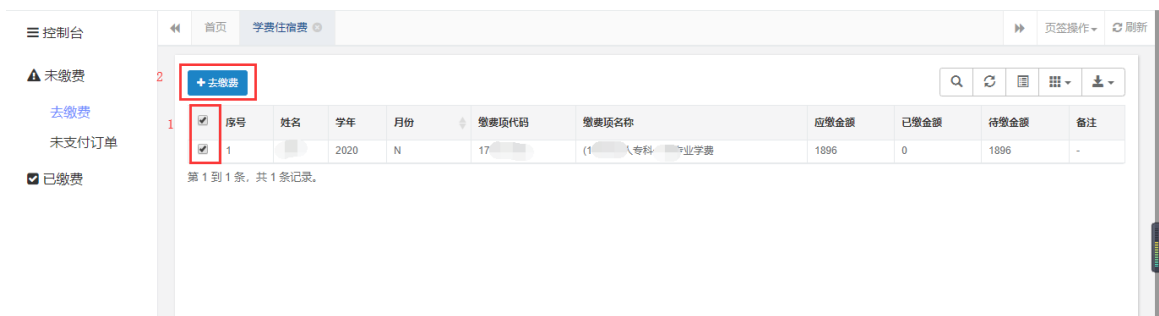 控制台
首页 学费住宿费 页签操作 刷新
未缴费
去缴费
未支付订单
已缴费
2
+ 去缴费
1
序号 姓名 学年 月份 缴费项代码 缴费项名称 应缴金额 已缴金额 待缴金额 备注
1 2020 N 17 (1 人专科 专业学费 1896 0 1896 -
第 1 到 1 条，共 1 条记录。